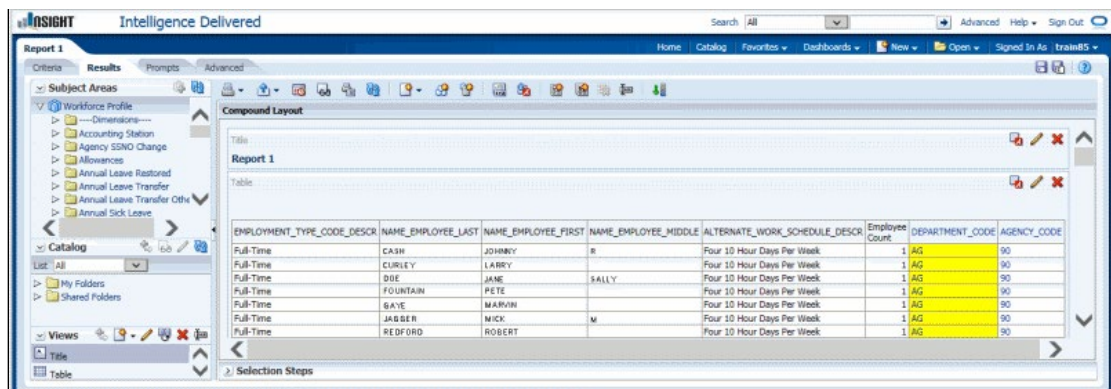 INSIGHT Intelligence Delivered Search All Advanced Help Sign Out
Report 1 Home Catalog Favorites Dashboards New Open Signed In As train85
Criteria Results Prompts Advanced
Subject Areas
Workforce Profile
----Dimensions----
Accounting Station
Agency SSNO Change
Allowances
Annual Leave Restored
Annual Leave Transfer
Annual Leave Transfer Othe
Annual Sick Leave
Catalog
List All
My Folders
Shared Folders
Views
Title
Table
Compound Layout
Title
Report 1
Table
EMPLOYMENT_TYPE_CODE_DESCR NAME_EMPLOYEE_LAST NAME_EMPLOYEE_FIRST NAME_EMPLOYEE_MIDDLE ALTERNATE_WORK_SCHEDULE_DESCR Employee Count DEPARTMENT_CODE AGENCY_CODE
Full-Time CASH JOHNNY R Four 10 Hour Days Per Week 1 AG 90
Full-Time CURLEY LARRY Four 10 Hour Days Per Week 1 AG 90
Full-Time DOE JANE SALLY Four 10 Hour Days Per Week 1 AG 90
Full-Time FOUNTAIN PETE Four 10 Hour Days Per Week 1 AG 90
Full-Time GAYE MARVIN Four 10 Hour Days Per Week 1 AG 90
Full-Time JAGGER MICK M Four 10 Hour Days Per Week 1 AG 90
Full-Time REDFORD ROBERT Four 10 Hour Days Per Week 1 AG 90
Selection Steps